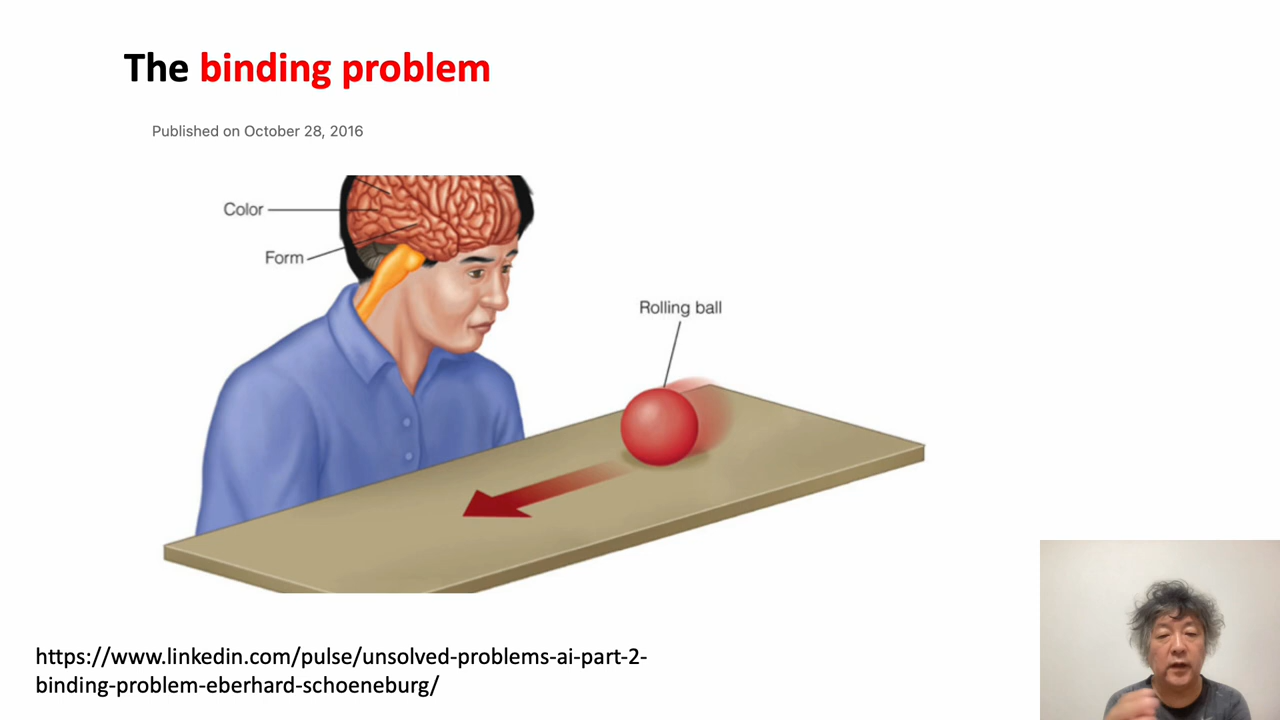 The binding problem
Published on October 28, 2016
Color
Form
Rolling ball
https://www.linkedin.com/pulse/unsolved-problems-ai-part-2-
binding-problem-eberhard-schoeneburg/